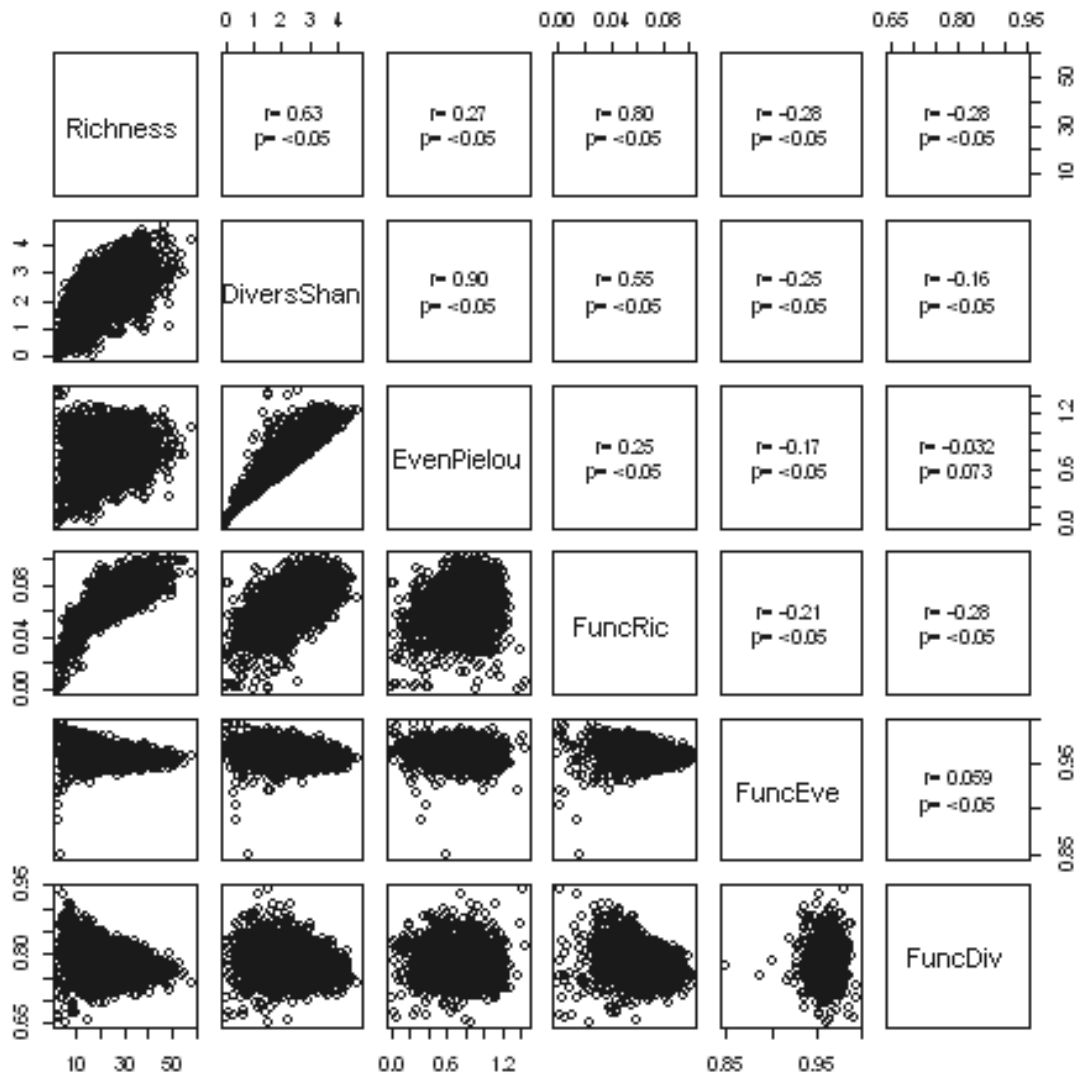 0 1 2 3 4 0.00 0.04 0.08 0.65 0.80 0.95
Richness
r= 0.63
p= <0.05
r= 0.27
p= <0.05
r= 0.80
p= <0.05
r= -0.28
p= <0.05
r= -0.28
p= <0.05
10 30 50
0 1 2 3 4
DiversShan
r= 0.90
p= <0.05
r= 0.55
p= <0.05
r= -0.25
p= <0.05
r= -0.16
p= <0.05
EvenPielou
r= 0.25
p= <0.05
r= -0.17
p= <0.05
r= -0.032
p= 0.073
0.0 0.6 1.2
0.00 0.04 0.08
FuncRic
r= -0.21
p= <0.05
r= -0.28
p= <0.05
FuncEve
r= 0.059
p= <0.05
0.85 0.95
0.65 0.80 0.95
FuncDiv
10 30 50 0.0 0.6 1.2 0.85 0.95